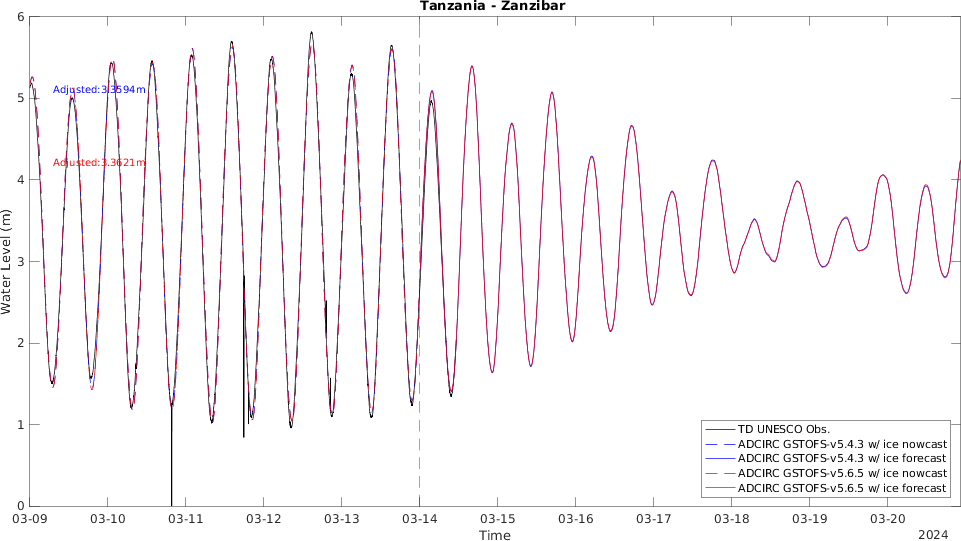 Tanzania - Zanzibar
6
5
4
3
2
1
0
Water Level (m)
Adjusted:3.3594m
Adjusted:3.3621m
TD UNESCO Obs.
ADCIRC GSTOFS-v5.4.3 w/ ice nowcast
ADCIRC GSTOFS-v5.4.3 w/ ice forecast
ADCIRC GSTOFS-v5.6.5 w/ ice nowcast
ADCIRC GSTOFS-v5.6.5 w/ ice forecast
03-09 03-10 03-11 03-12 03-13 03-14 03-15 03-16 03-17 03-18 03-19 03-20
Time
2024